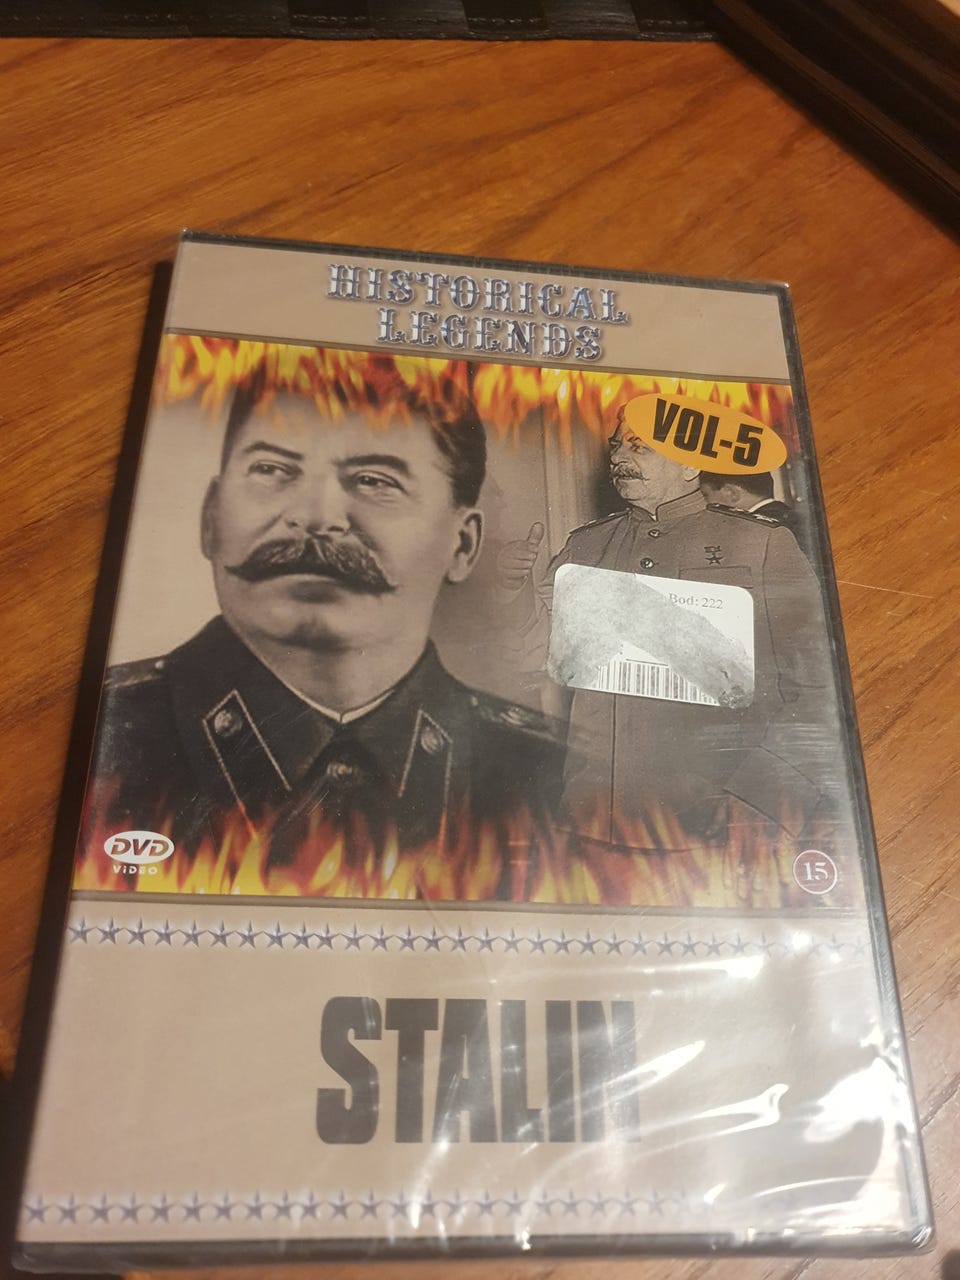 HISTORICAL
LEGENDS
VOL-5
Bod: 222
DVD
VIDEO
15
STALIN